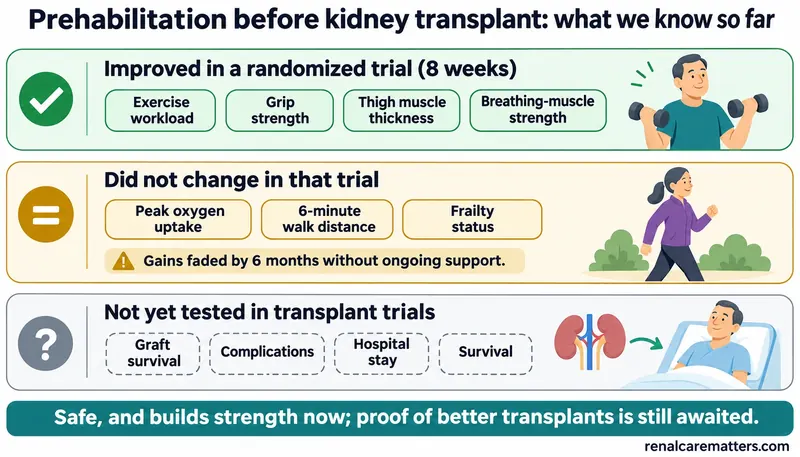 Prehabilitation before kidney transplant: what we know so far
Improved in a randomized trial (8 weeks)
Exercise
workload
Grip
strength
Thigh muscle
thickness
Breathing-muscle
strength
Did not change in that trial
Peak oxygen
uptake
6-minute
walk distance
Frailty
status
Gains faded by 6 months without ongoing support.
Not yet tested in transplant trials
Graft
survival
Complications
Hospital
stay
Survival
Safe, and builds strength now; proof of better transplants is still awaited.
renalcarematters.com